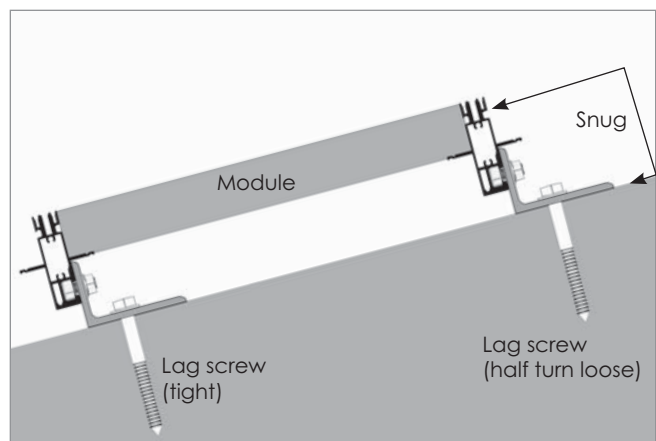 Snug
Module
Lag screw
(half turn loose)
Lag screw
(tight)